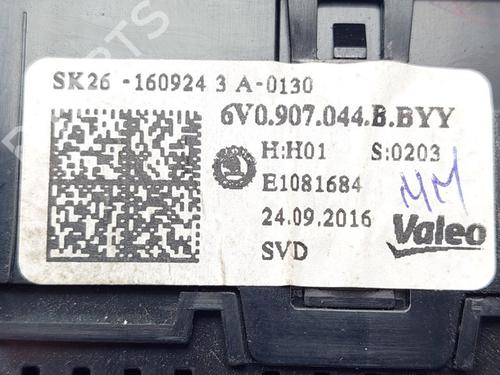 SK26 -160924 3 A-0130
6V0.907.044.B.BYY
H:H01 S:0203
E1081684
24.09.2016
SVD
MM
Valeo